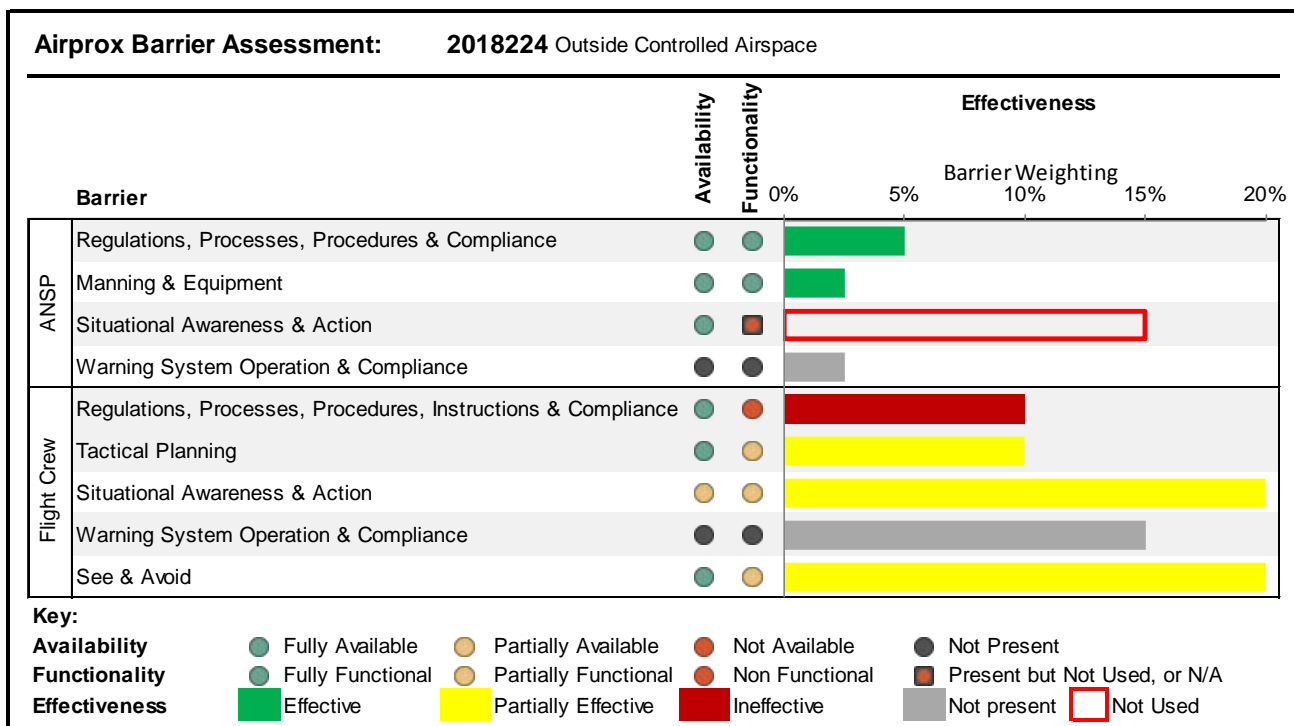 Airprox Barrier Assessment: 2018224 Outside Controlled Airspace
Availability
Functionality
Effectiveness
Barrier Weighting
Barrier
0% 5% 10% 15% 20%
ANSP
Regulations, Processes, Procedures & Compliance
Manning & Equipment
Situational Awareness & Action
Warning System Operation & Compliance
Flight Crew
Regulations, Processes, Procedures, Instructions & Compliance
Tactical Planning
Situational Awareness & Action
Warning System Operation & Compliance
See & Avoid
Key:
Availability Fully Available Partially Available Not Available Not Present
Functionality Fully Functional Partially Functional Non Functional Present but Not Used, or N/A
Effectiveness Effective Partially Effective Ineffective Not present Not Used